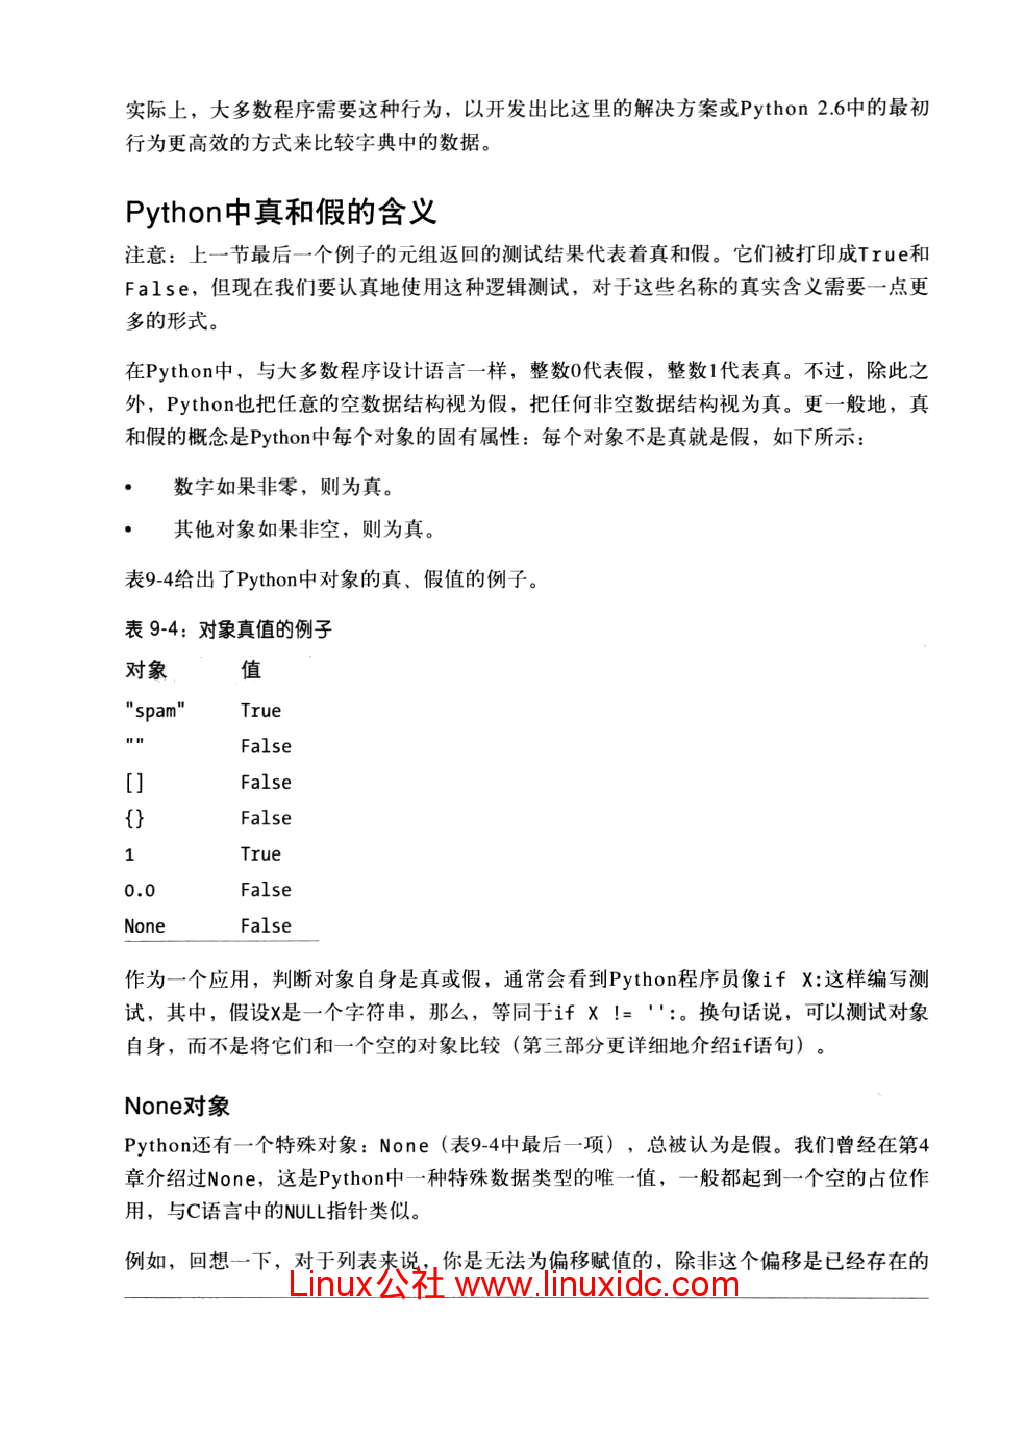 实际上，大多数程序需要这种行为，以开发出比这里的解决方案或Python 2.6中的最初
行为更高效的方式来比较字典中的数据。
Python中真和假的含义
注意：上一节最后一个例子的元组返回的测试结果代表着真和假。它们被打印成True和
False，但现在我们要认真地使用这种逻辑测试，对于这些名称的真实含义需要一点更
多的形式。
在Python中，与大多数程序设计语言一样，整数0代表假，整数1代表真。不过，除此之
外，Python也把任意的空数据结构视为假，把任何非空数据结构视为真。更一般地，真
和假的概念是Python中每个对象的固有属性：每个对象不是真就是假，如下所示：
• 数字如果非零，则为真。
• 其他对象如果非空，则为真。
表9-4给出了Python中对象的真、假值的例子。
表 9-4：对象真值的例子
对象 值
"spam" True
"" False
[] False
{} False
1 True
0.0 False
None False
作为一个应用，判断对象自身是真或假，通常会看到Python程序员像if X:这样编写测
试，其中，假设X是一个字符串，那么，等同于if X != '':。换句话说，可以测试对象
自身，而不是将它们和一个空的对象比较（第三部分更详细地介绍if语句）。
None对象
Python还有一个特殊对象：None（表9-4中最后一项），总被认为是假。我们曾经在第4
章介绍过None，这是Python中一种特殊数据类型的唯一值，一般都起到一个空的占位作
用，与C语言中的NULL指针类似。
例如，回想一下，对于列表来说，你是无法为偏移赋值的，除非这个偏移是已经存在的
Linux公社 www.linuxidc.com